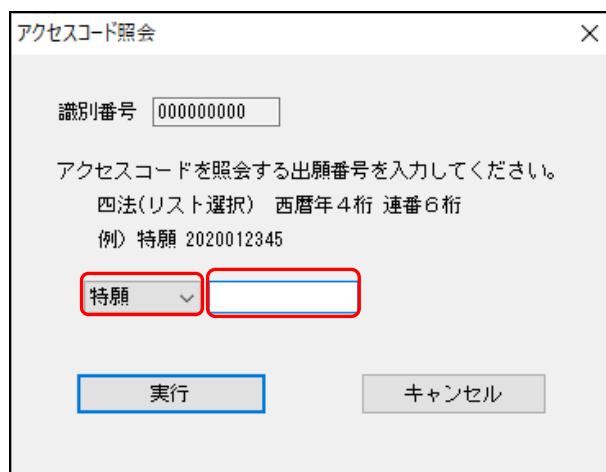 アクセスコード照会
識別番号 000000000
アクセスコードを照会する出願番号を入力してください。
四法(リスト選択) 西暦年4桁 連番6桁
例) 特願 2020012345
特願
実行 キャンセル